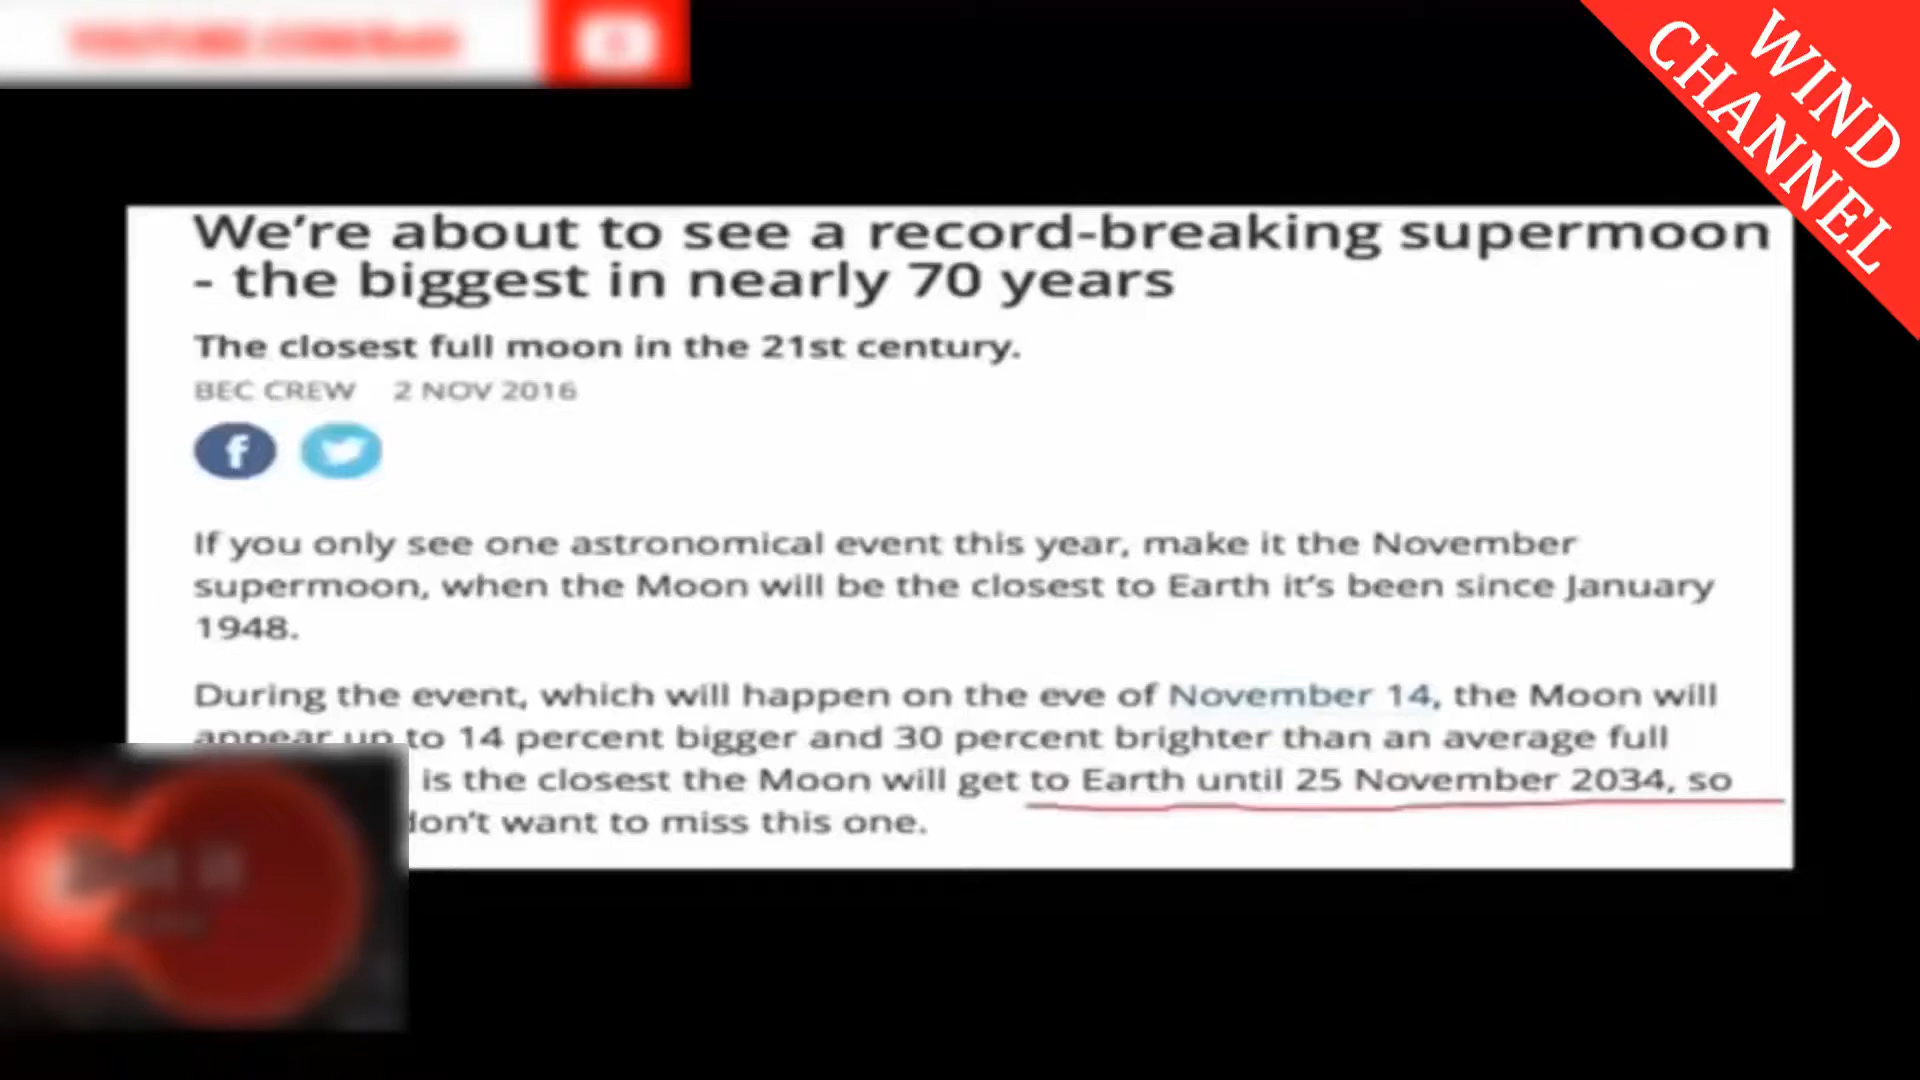 WIND
CHANNEL
We're about to see a record-breaking supermoon
- the biggest in nearly 70 years
The closest full moon in the 21st century.
BEC CREW 2 NOV 2016
If you only see one astronomical event this year, make it the November
supermoon, when the Moon will be the closest to Earth it's been since January
1948.
During the event, which will happen on the eve of November 14, the Moon will
appear up to 14 percent bigger and 30 percent brighter than an average full
is the closest the Moon will get to Earth until 25 November 2034, so
don't want to miss this one.